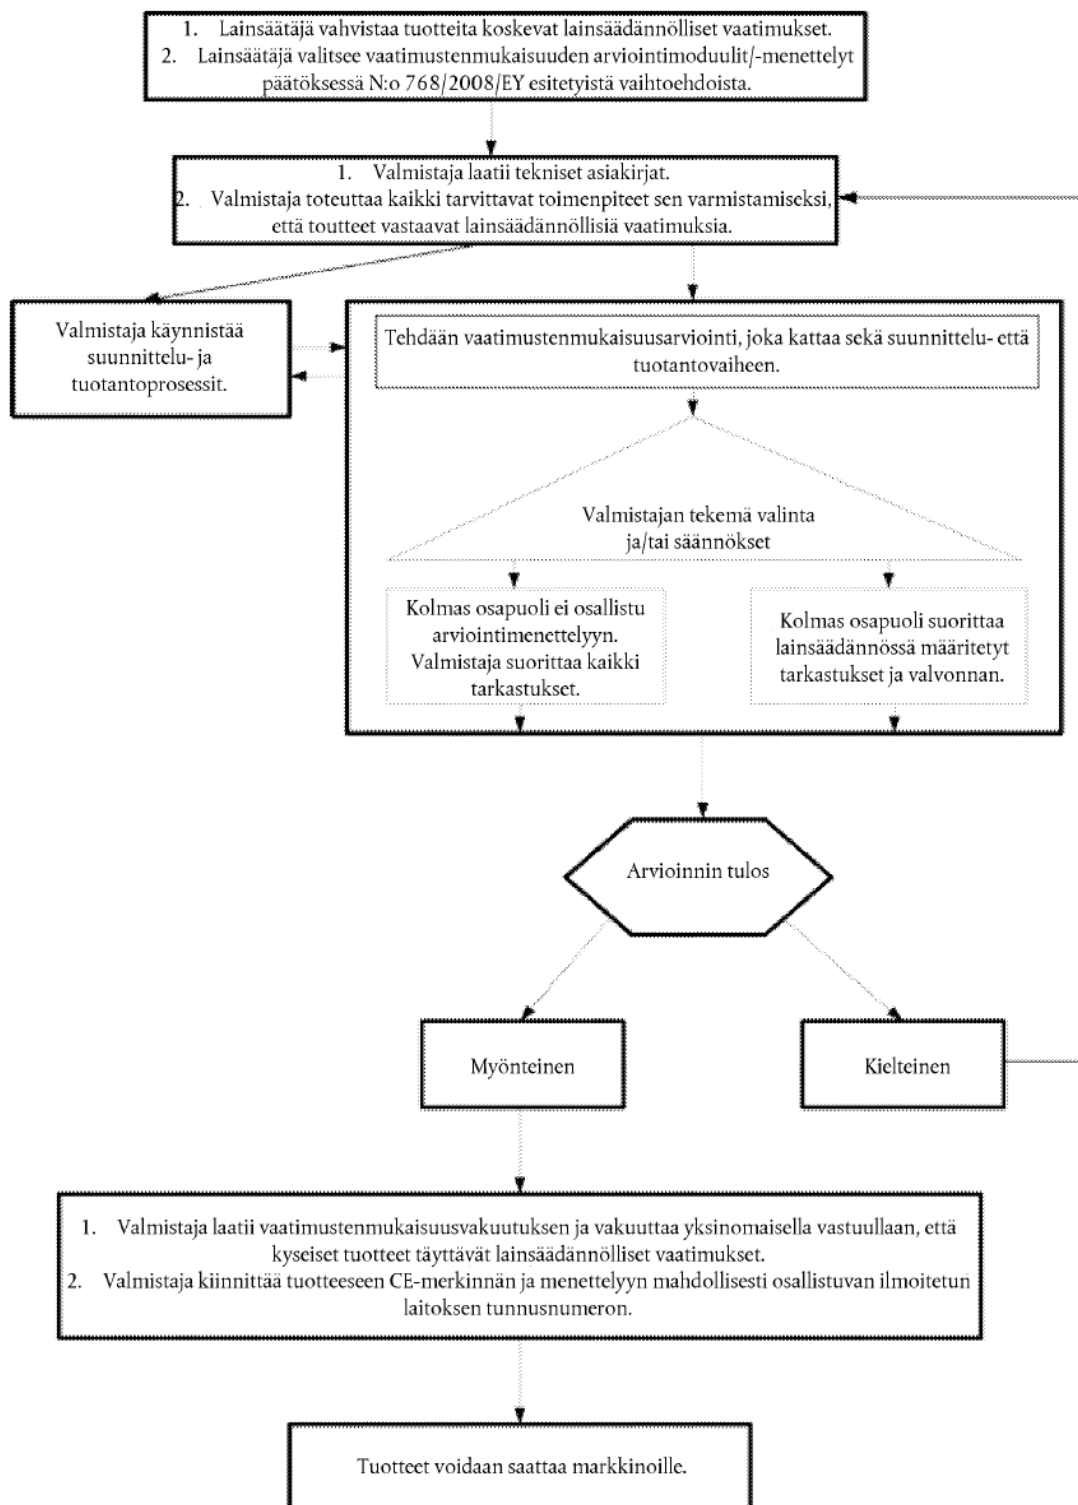 1. Lainsäätäjä vahvistaa tuotteita koskevat lainsäädännölliset vaatimukset.
2. Lainsäätäjä valitsee vaatimustenmukaisuuden arviointimoduulit/-menettelyt
päätöksessä N:o 768/2008/EY esitetyistä vaihtoehdoista.
1. Valmistaja laatii tekniset asiakirjat.
2. Valmistaja toteuttaa kaikki tarvittavat toimenpiteet sen varmistamiseksi,
että toutteet vastaavat lainsäädännöllisiä vaatimuksia.
Valmistaja käynnistää
suunnittelu- ja
tuotantoprosessit.
Tehdään vaatimustenmukaisuusarviointi, joka kattaa sekä suunnittelu- että
tuotantovaiheen.
Valmistajan tekemä valinta
ja/tai säännökset
Kolmas osapuoli ei osallistu
arviointimenettelyyn.
Valmistaja suorittaa kaikki
tarkastukset.
Kolmas osapuoli suorittaa
lainsäädännössä määritetyt
tarkastukset ja valvonnan.
Arvioinnin tulos
Myönteinen
Kielteinen
1. Valmistaja laatii vaatimustenmukaisuusvakuutuksen ja vakuuttaa yksinomaisella vastuullaan, että
kyseiset tuotteet täyttävät lainsäädännölliset vaatimukset.
2. Valmistaja kiinnittää tuotteeseen CE-merkinnän ja menettelyyn mahdollisesti osallistuvan ilmoitetun
laitoksen tunnusnumeron.
Tuotteet voidaan saattaa markkinoille.